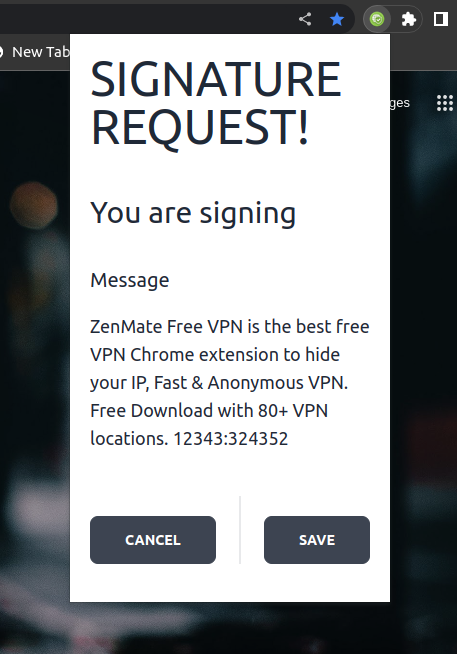 New Tab
ges
SIGNATURE
REQUEST!
You are signing
Message
ZenMate Free VPN is the best free
VPN Chrome extension to hide
your IP, Fast & Anonymous VPN.
Free Download with 80+ VPN
locations. 12343:324352
CANCEL
SAVE